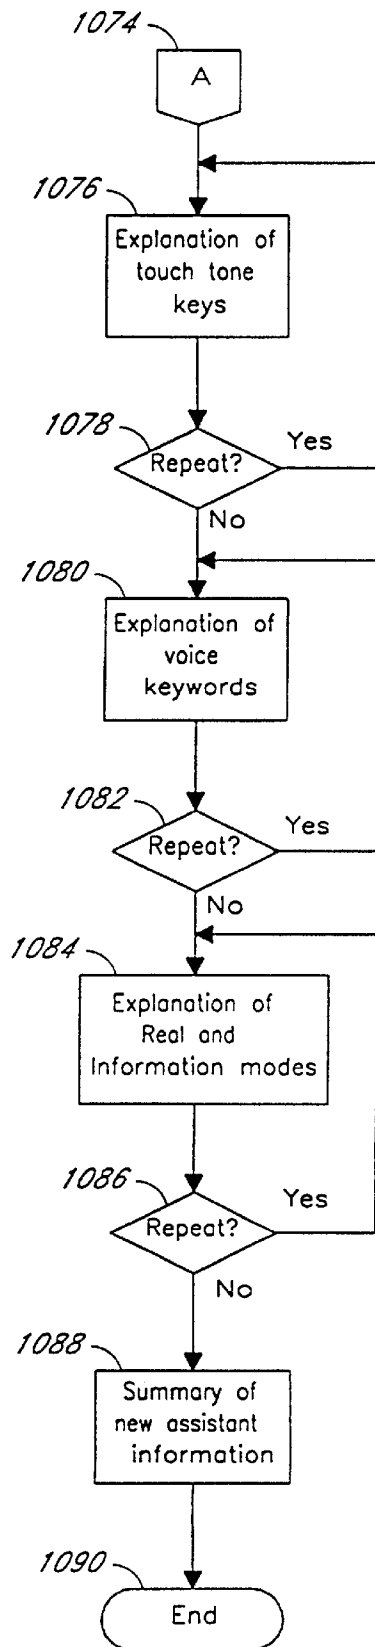 1074
A
1076
Explanation of
touch tone
keys
1078
Repeat?
Yes
No
1080
Explanation of
voice
keywords
1082
Repeat?
Yes
No
1084
Explanation of
Real and
Information modes
1086
Repeat?
Yes
No
1088
Summary of
new assistant
information
1090
End